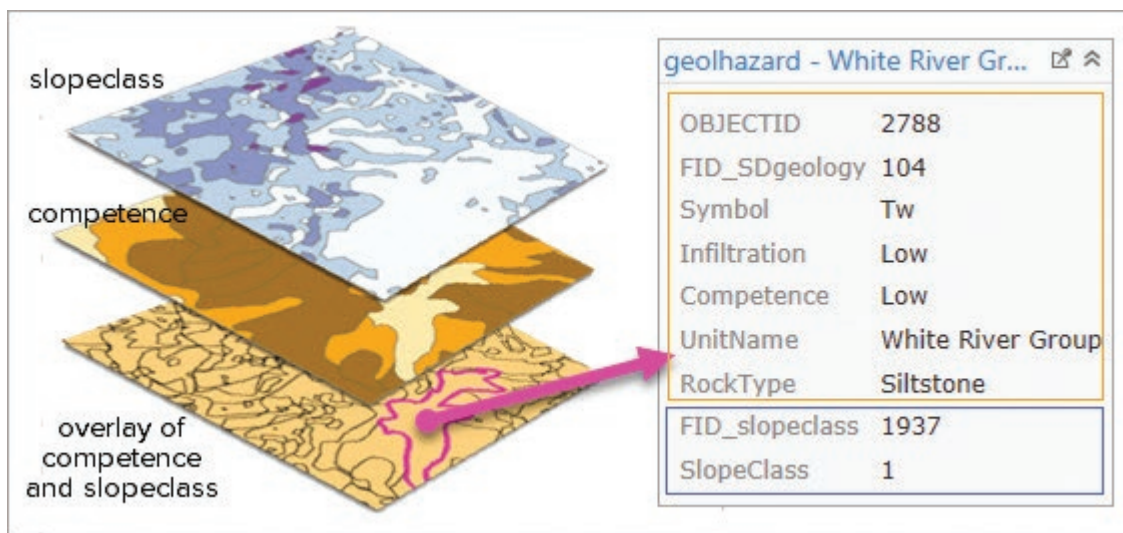 slopeclass
competence
overlay of
competence
and slopeclass
geolhazard - White River Gr...
OBJECTID 2788
FID_SDgeology 104
Symbol Tw
Infiltration Low
Competence Low
UnitName White River Group
RockType Siltstone
FID_slopeclass 1937
SlopeClass 1